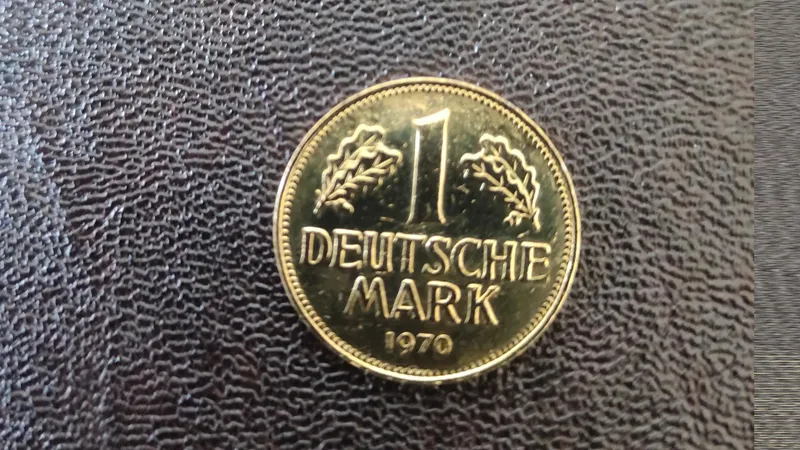 1
DEUTSCHE
MARK
1970